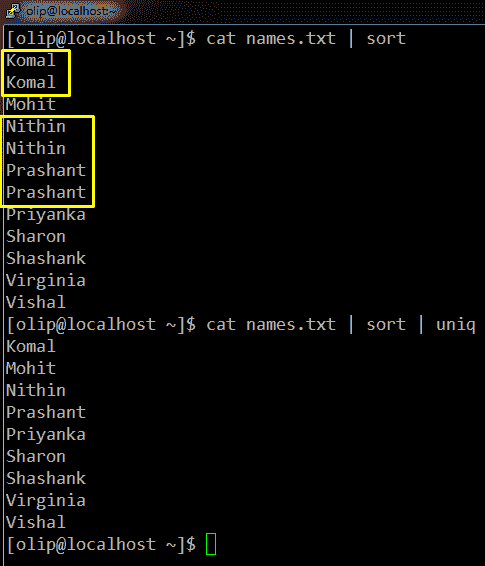 olip@localhost:~
[olip@localhost ~]$ cat names.txt | sort
Komal
Komal
Mohit
Nithin
Nithin
Prashant
Prashant
Priyanka
Sharon
Shashank
Virginia
Vishal
[olip@localhost ~]$ cat names.txt | sort | uniq
Komal
Mohit
Nithin
Prashant
Priyanka
Sharon
Shashank
Virginia
Vishal
[olip@localhost ~]$